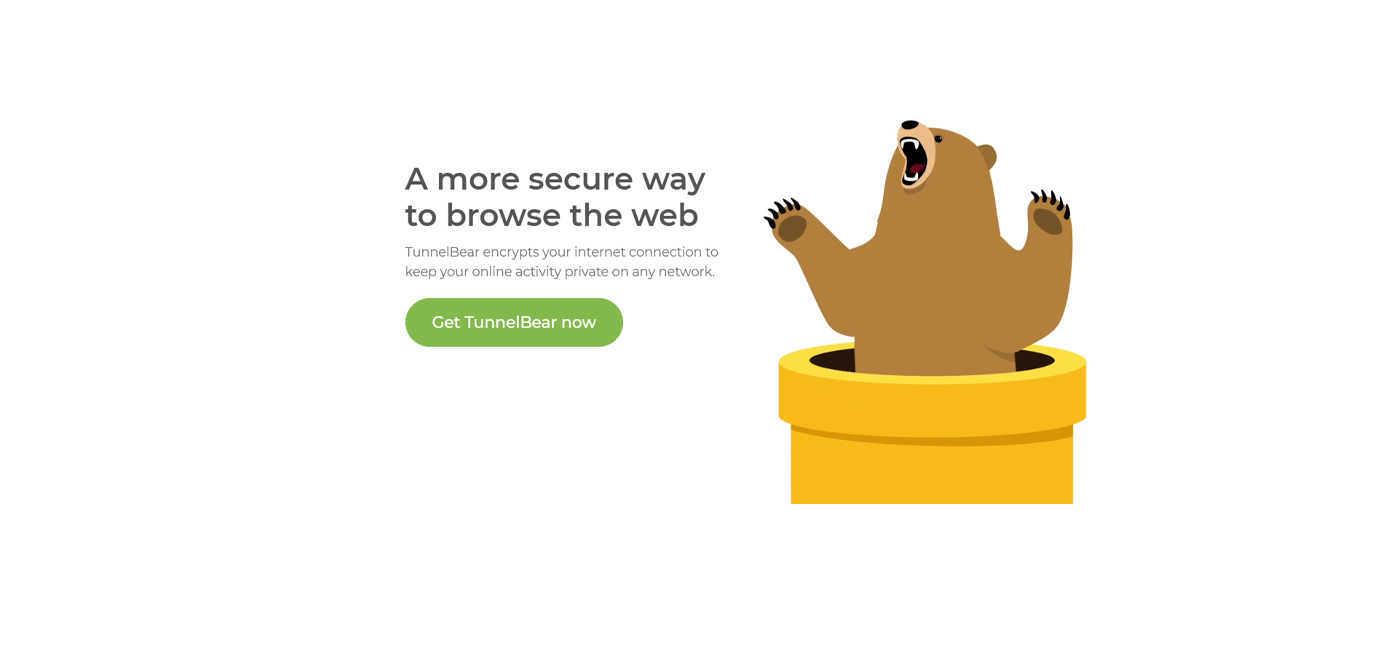 A more secure way
to browse the web
TunnelBear encrypts your internet connection to
keep your online activity private on any network.
Get TunnelBear now